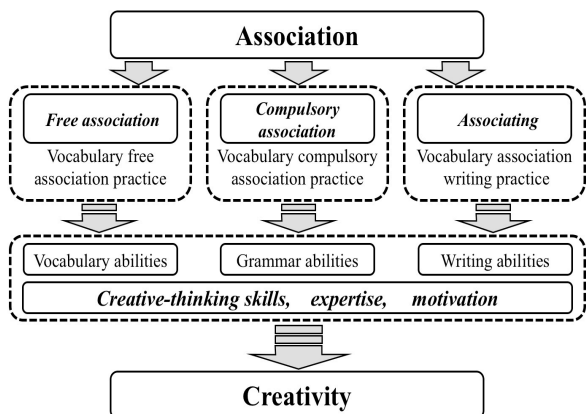 Association
Free association
Vocabulary free
association practice
Compulsory
association
Vocabulary compulsory
association practice
Associating
Vocabulary association
writing practice
Vocabulary abilities
Grammar abilities
Writing abilities
Creative-thinking skills, expertise, motivation
Creativity